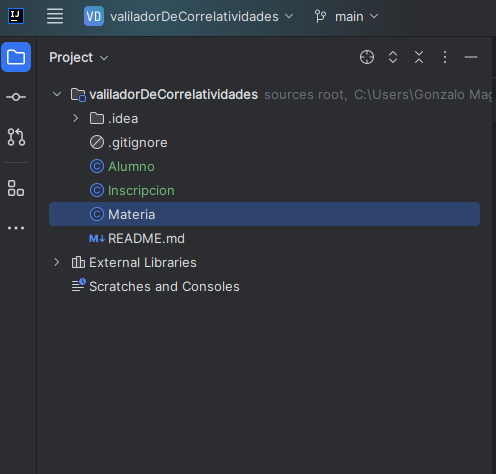 IJ
VD valiladorDeCorrelatividades main
Project
valiladorDeCorrelatividades sources root, C:\Users\Gonzalo Mag
.idea
.gitignore
C Alumno
C Inscripcion
C Materia
M↓ README.md
External Libraries
Scratches and Consoles